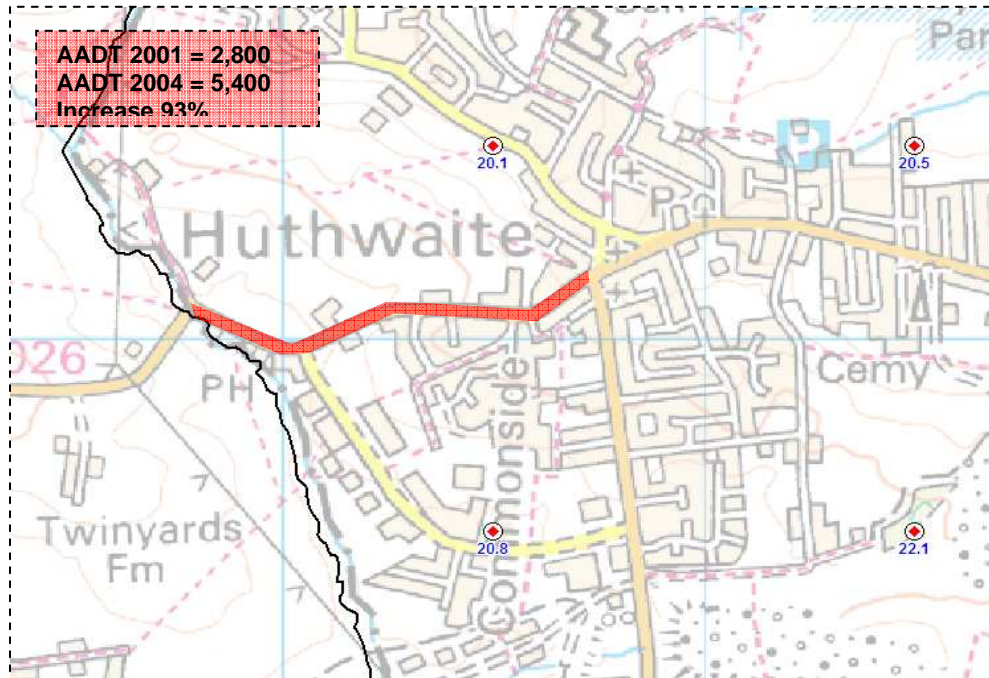 AADT 2001 = 2,800
AADT 2004 = 5,400
Increase 93%
Par
20.1
20.5
P
Huthwaite
026
PH
Cemy
Commonside
Twinyards
Fm
20.8
22.1